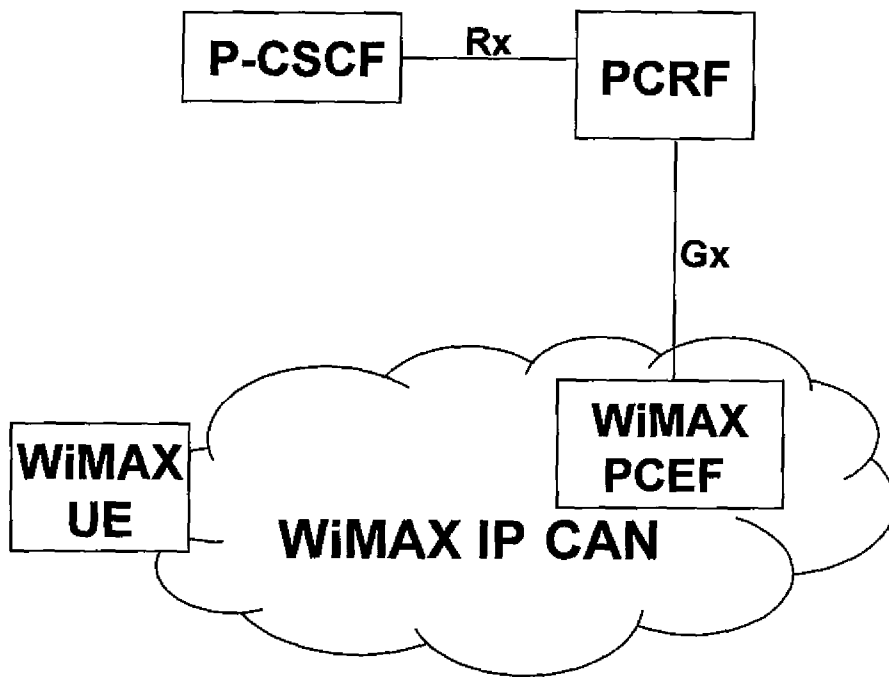 P-CSCF
Rx
PCRF
Gx
WiMAX
PCEF
WiMAX
UE
WiMAX IP CAN